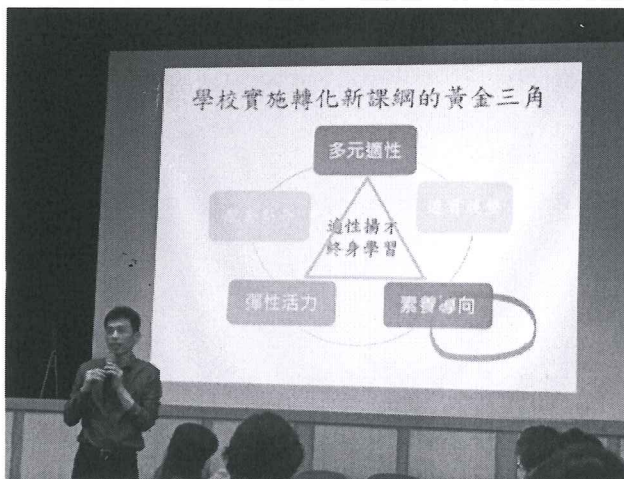 學校實施轉化新課綱的黃金三角
多元適性
適性揚才
終身學習
彈性活力
素養導向